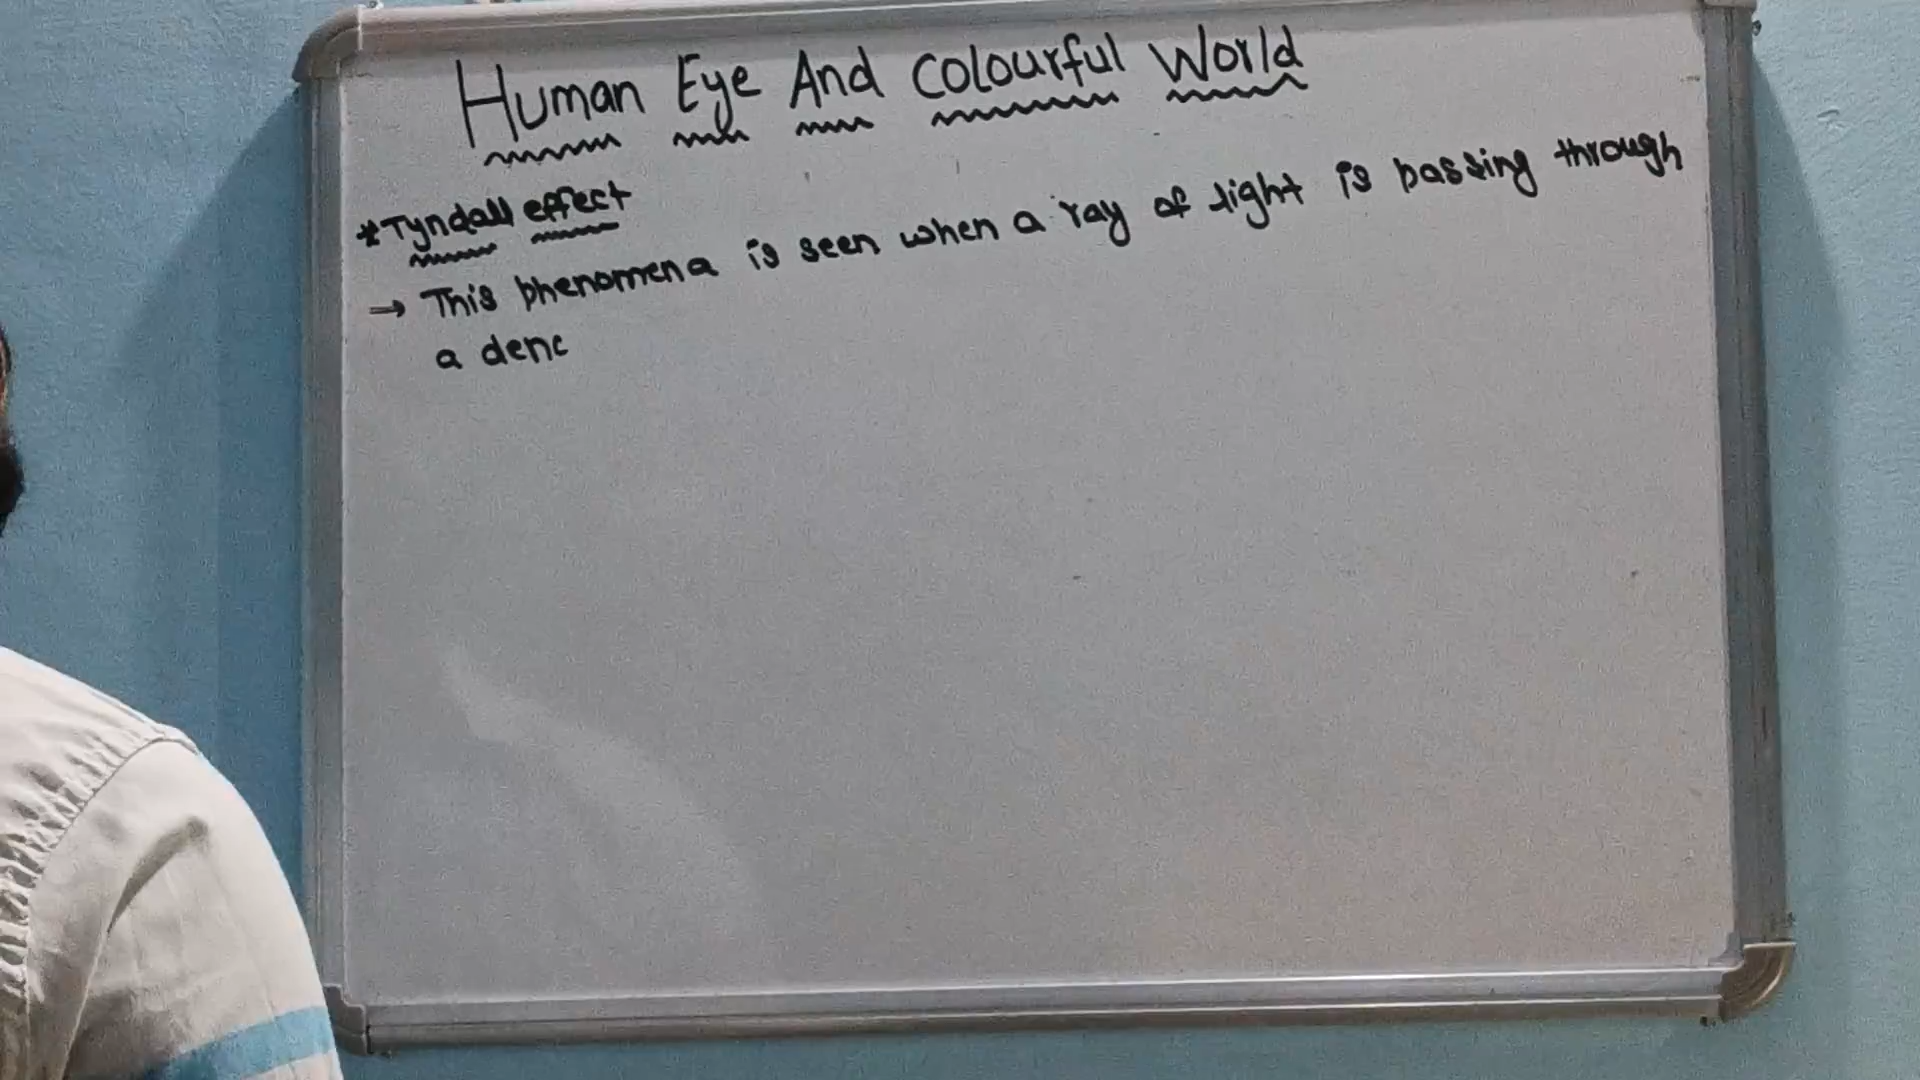 Human Eye And Colourful World
*Tyndall effect
→ This phenomena is seen when a ray of light is passing through
a denc